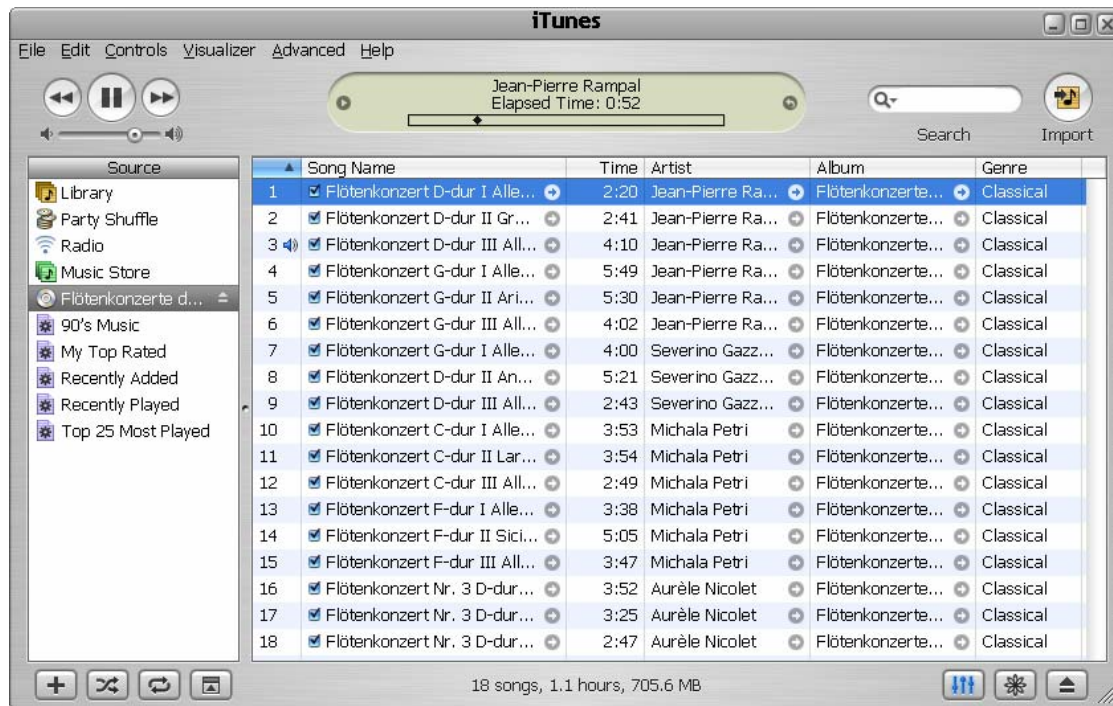 iTunes
File Edit Controls Visualizer Advanced Help
Jean-Pierre Rampal
Elapsed Time: 0:52
Search
Import
Source
Library
Party Shuffle
Radio
Music Store
Flötenkonzerte d...
90's Music
My Top Rated
Recently Added
Recently Played
Top 25 Most Played
Song Name Time Artist Album Genre
1 Flötenkonzert D-dur I Alle... 2:20 Jean-Pierre Ra... Flötenkonzerte... Classical
2 Flötenkonzert D-dur II Gr... 2:41 Jean-Pierre Ra... Flötenkonzerte... Classical
3 Flötenkonzert D-dur III All... 4:10 Jean-Pierre Ra... Flötenkonzerte... Classical
4 Flötenkonzert G-dur I Alle... 5:49 Jean-Pierre Ra... Flötenkonzerte... Classical
5 Flötenkonzert G-dur II Ari... 5:30 Jean-Pierre Ra... Flötenkonzerte... Classical
6 Flötenkonzert G-dur III All... 4:02 Jean-Pierre Ra... Flötenkonzerte... Classical
7 Flötenkonzert G-dur I Alle... 4:00 Severino Gazz... Flötenkonzerte... Classical
8 Flötenkonzert D-dur II An... 5:21 Severino Gazz... Flötenkonzerte... Classical
9 Flötenkonzert D-dur III All... 2:43 Severino Gazz... Flötenkonzerte... Classical
10 Flötenkonzert C-dur I Alle... 3:53 Michala Petri Flötenkonzerte... Classical
11 Flötenkonzert C-dur II Lar... 3:54 Michala Petri Flötenkonzerte... Classical
12 Flötenkonzert C-dur III All... 2:49 Michala Petri Flötenkonzerte... Classical
13 Flötenkonzert F-dur I Alle... 3:38 Michala Petri Flötenkonzerte... Classical
14 Flötenkonzert F-dur II Sici... 5:05 Michala Petri Flötenkonzerte... Classical
15 Flötenkonzert F-dur III All... 3:47 Michala Petri Flötenkonzerte... Classical
16 Flötenkonzert Nr. 3 D-dur... 3:52 Aurèle Nicolet Flötenkonzerte... Classical
17 Flötenkonzert Nr. 3 D-dur... 3:25 Aurèle Nicolet Flötenkonzerte... Classical
18 Flötenkonzert Nr. 3 D-dur... 2:47 Aurèle Nicolet Flötenkonzerte... Classical
18 songs, 1.1 hours, 705.6 MB